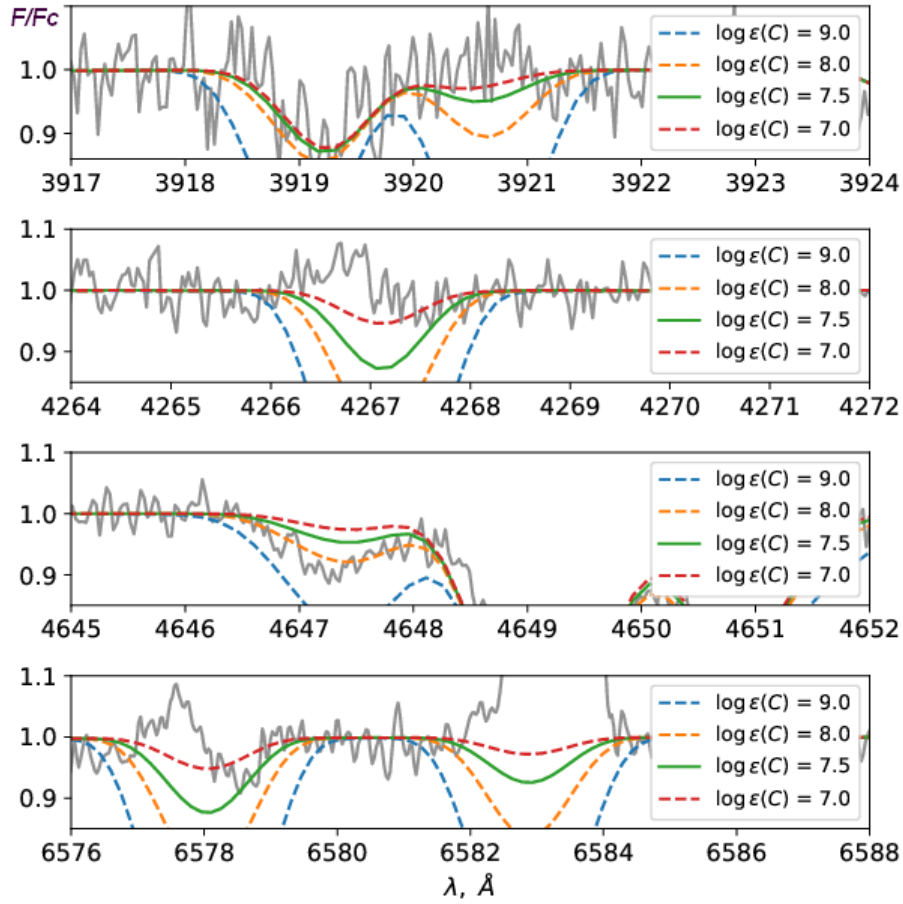 F/Fc
1.0
0.9
log ε(C) = 9.0
log ε(C) = 8.0
log ε(C) = 7.5
log ε(C) = 7.0
3917 3918 3919 3920 3921 3922 3923 3924
1.1
1.0
0.9
log ε(C) = 9.0
log ε(C) = 8.0
log ε(C) = 7.5
log ε(C) = 7.0
4264 4265 4266 4267 4268 4269 4270 4271 4272
1.1
1.0
0.9
log ε(C) = 9.0
log ε(C) = 8.0
log ε(C) = 7.5
log ε(C) = 7.0
4645 4646 4647 4648 4649 4650 4651 4652
1.1
1.0
0.9
log ε(C) = 9.0
log ε(C) = 8.0
log ε(C) = 7.5
log ε(C) = 7.0
6576 6578 6580 6582 6584 6586 6588
λ, Å